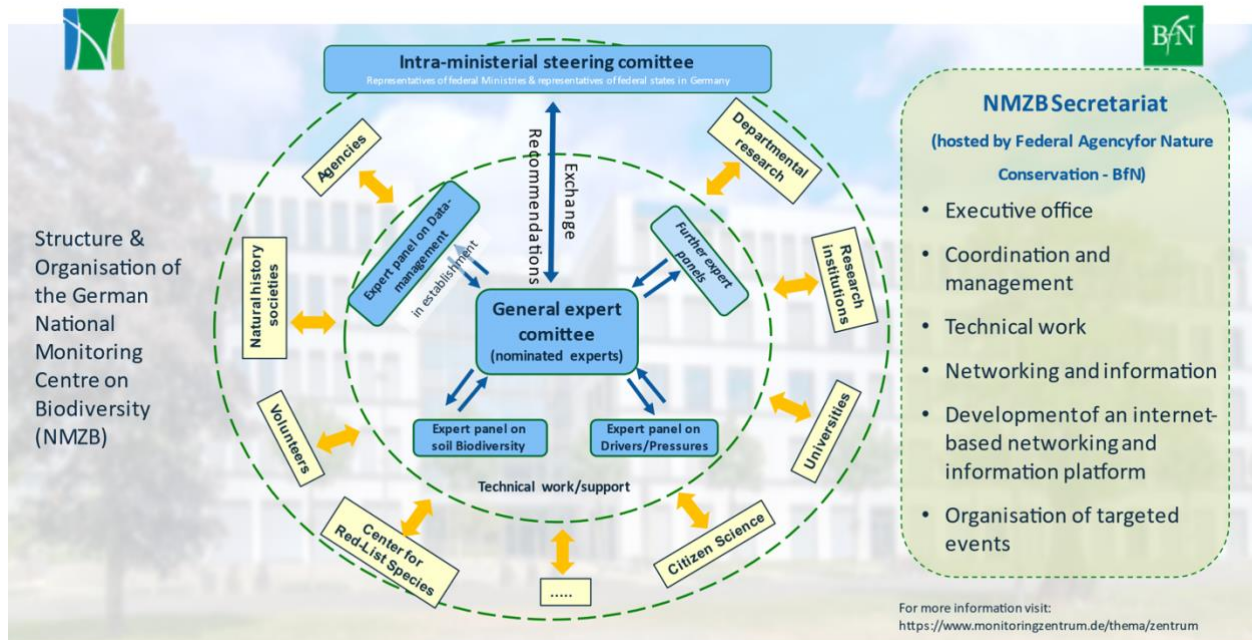 BfN
Intra-ministerial steering comittee
Representatives of federal Ministries & representatives of federal states in Germany
Structure &
Organisation of
the German
National
Monitoring
Centre on
Biodiversity
(NMZB)
Agencies
Natural history
societies
Volunteers
Center for
Red-List Species
.....
Citizen Science
Universities
Research
institutions
Departmental
research
Recommendations
Exchange
Expert panel on Data-
management
in establishment
Further expert
panels
General expert
comittee
(nominated experts)
Expert panel on
soil Biodiversity
Expert panel on
Drivers/Pressures
Technical work/support
NMZB Secretariat
(hosted by Federal Agencyfor Nature
Conservation - BfN)
• Executive office
• Coordination and
management
• Technical work
• Networking and information
• Development of an internet-
based networking and
information platform
• Organisation of targeted
events
For more information visit:
https://www.monitoringzentrum.de/thema/zentrum